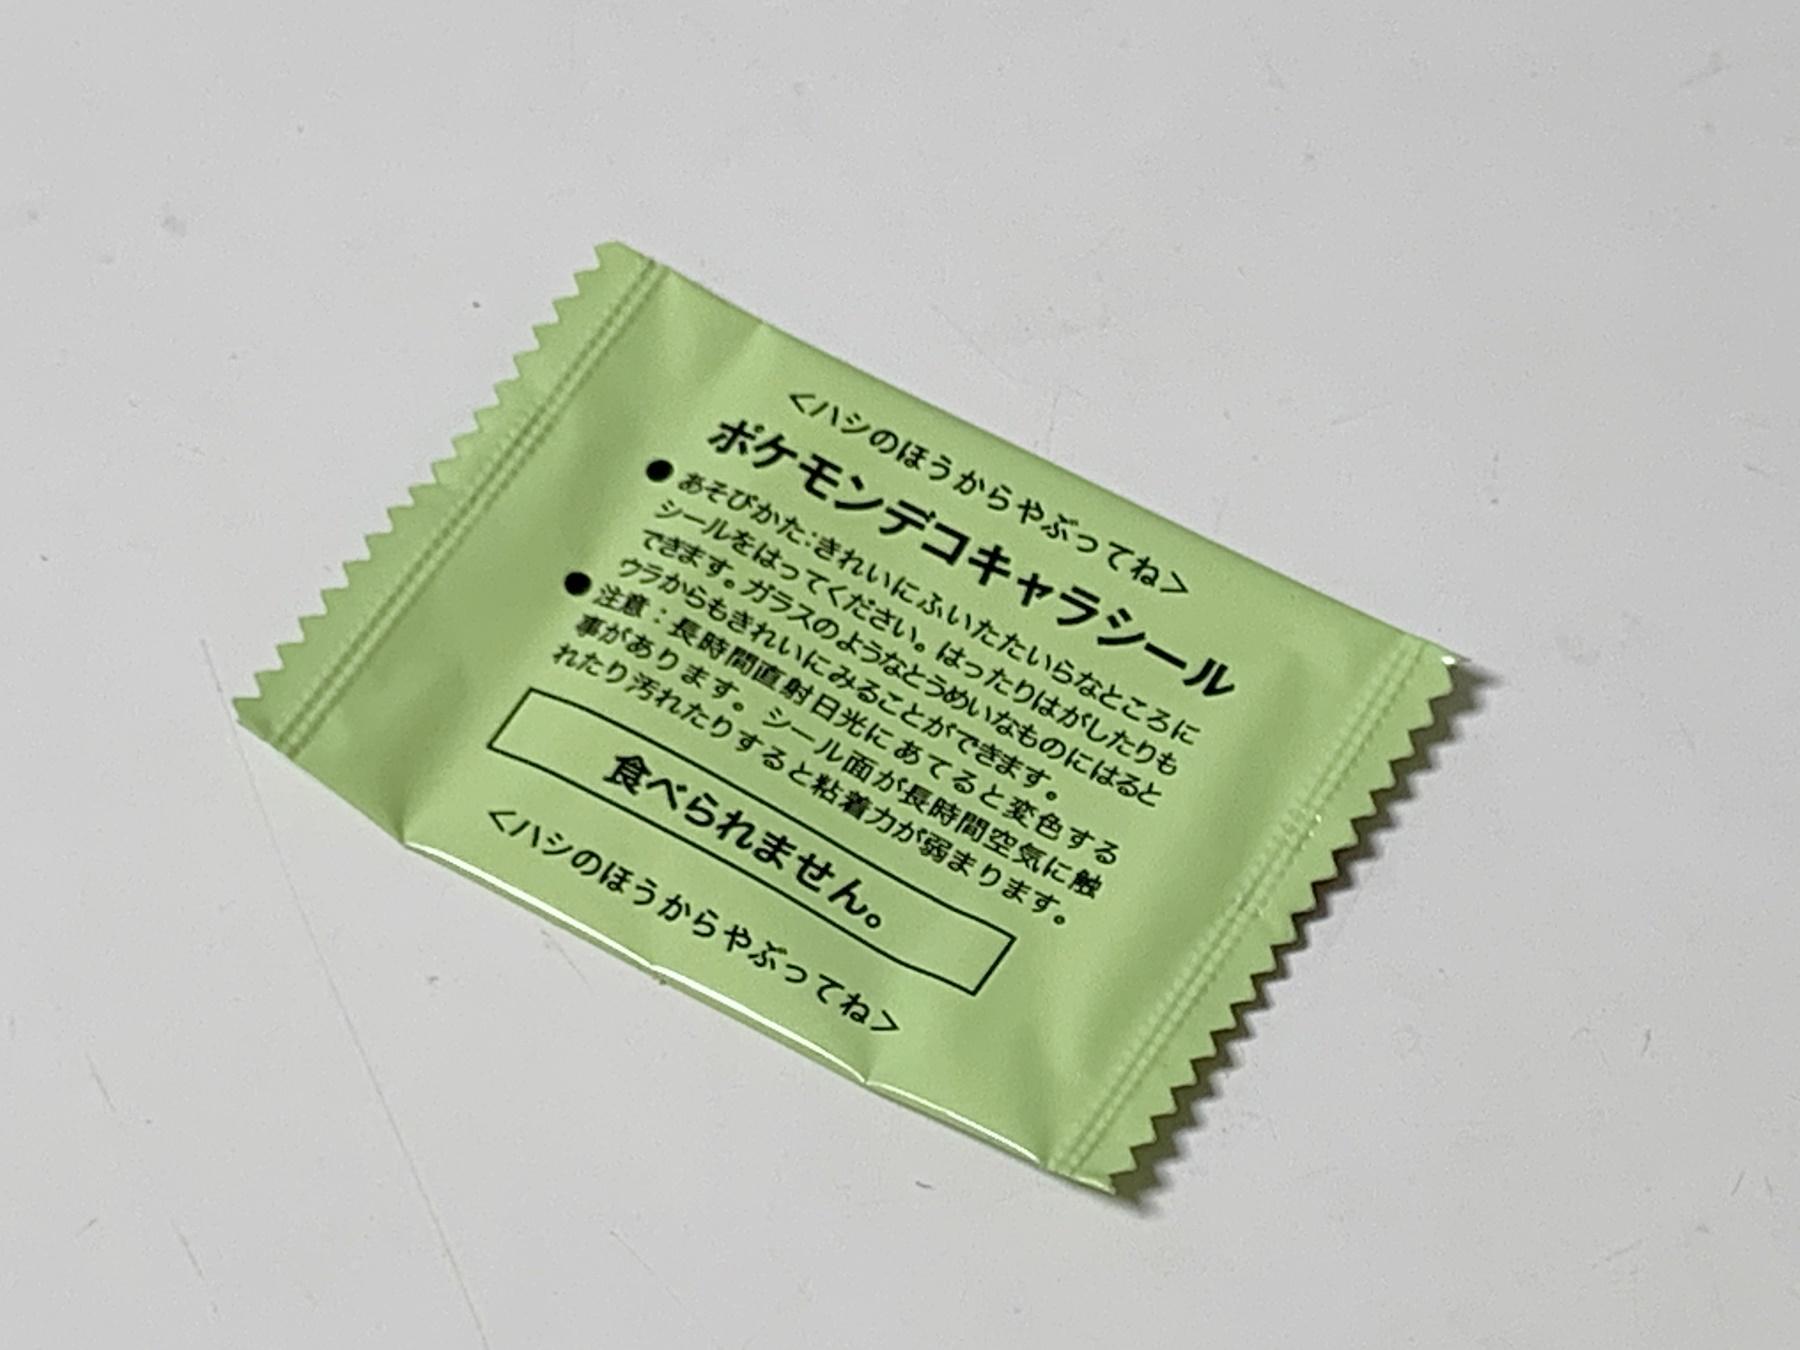 <ハシのほうからやぶってね>
ポケモンデコキャラシール
●あそびかた:きれいにふいたたいらなところに
シールをはってください。はったりはがしたりも
できます。ガラスのようなとうめいなものにはると
ウラからもきれいにみることができます。
●注意:長時間直射日光にあてると変色する
事があります。シール面が長時間空気に触
れたり汚れたりすると粘着力が弱まります。
食べられません。
<ハシのほうからやぶってね>